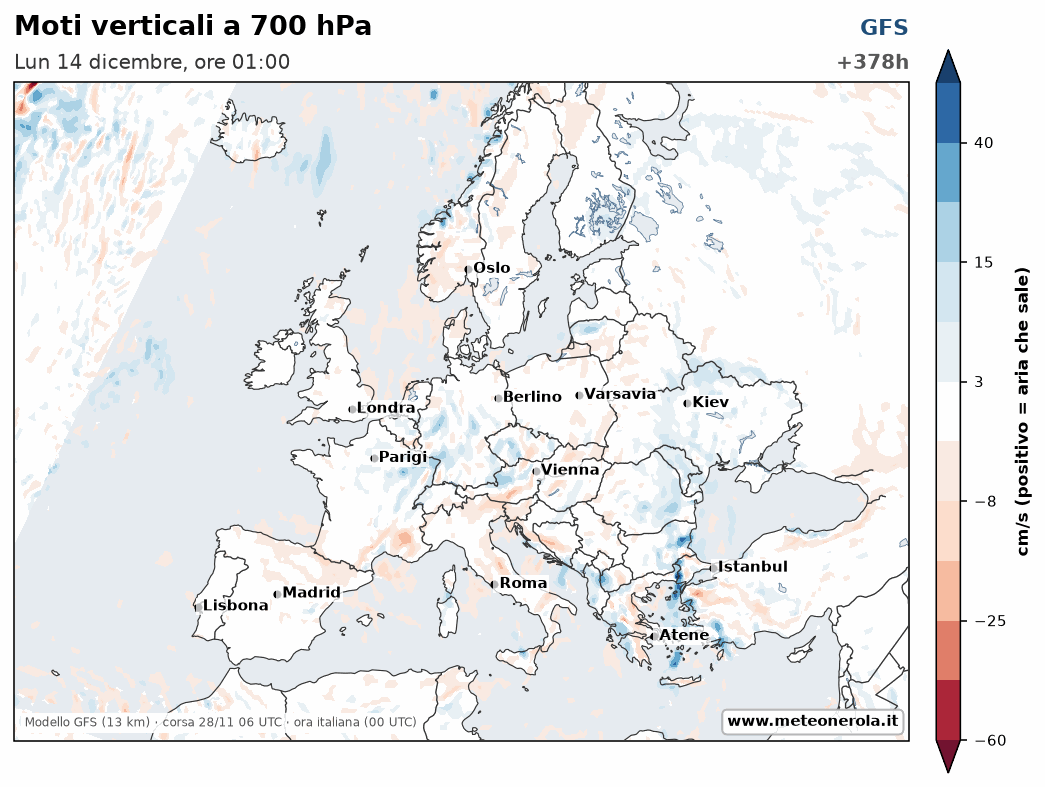 Moti verticali a 700 hPa
GFS
Lun 14 dicembre, ore 01:00
+378h
40
15
3
−8
−25
−60
cm/s (positivo = aria che sale)
Oslo
Berlino
Varsavia
Kiev
Londra
Parigi
Vienna
Istanbul
Roma
Madrid
Lisbona
Atene
Modello GFS (13 km) · corsa 28/11 06 UTC · ora italiana (00 UTC)
www.meteonerola.it